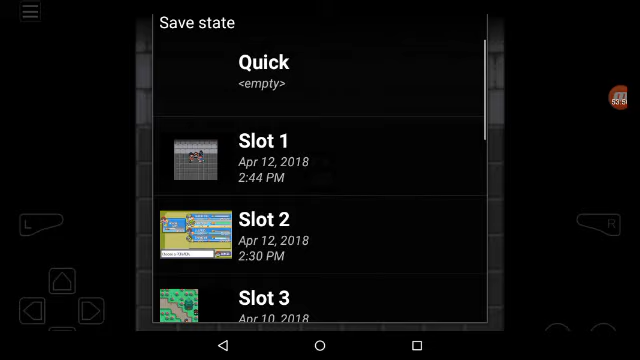 Save state
Quick
<empty>
Slot 1
Apr 12, 2018
2:44 PM
Slot 2
Apr 12, 2018
2:30 PM
Slot 3
Apr 10, 2018
L
R